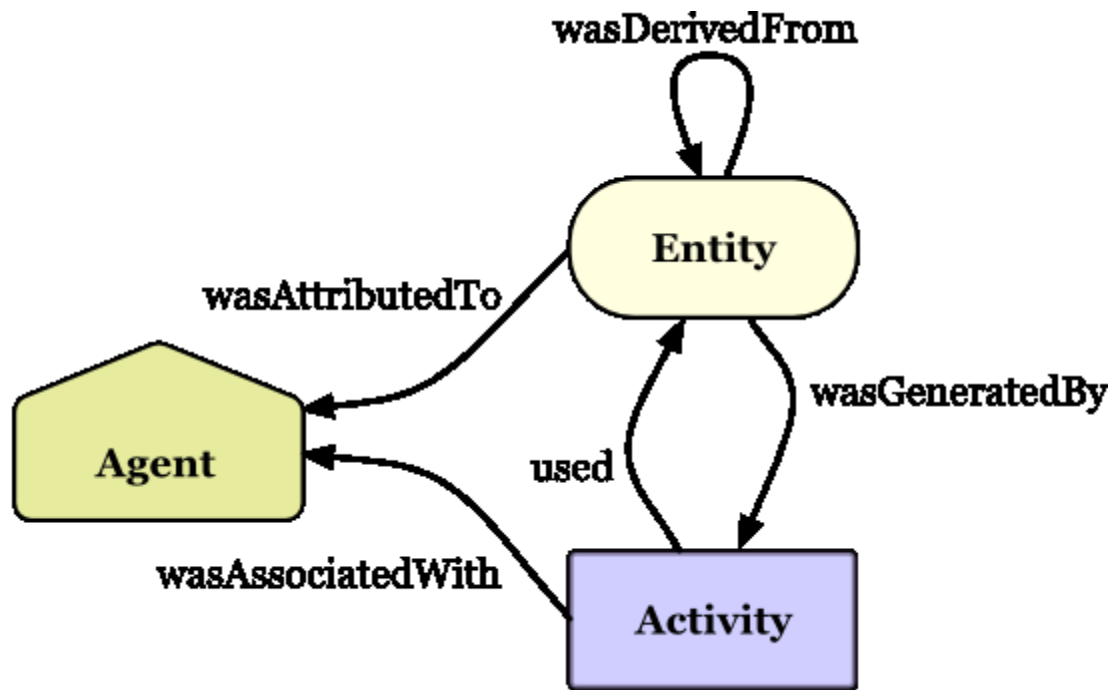 wasDerivedFrom
Entity
wasAttributedTo
wasGeneratedBy
Agent
used
wasAssociatedWith
Activity